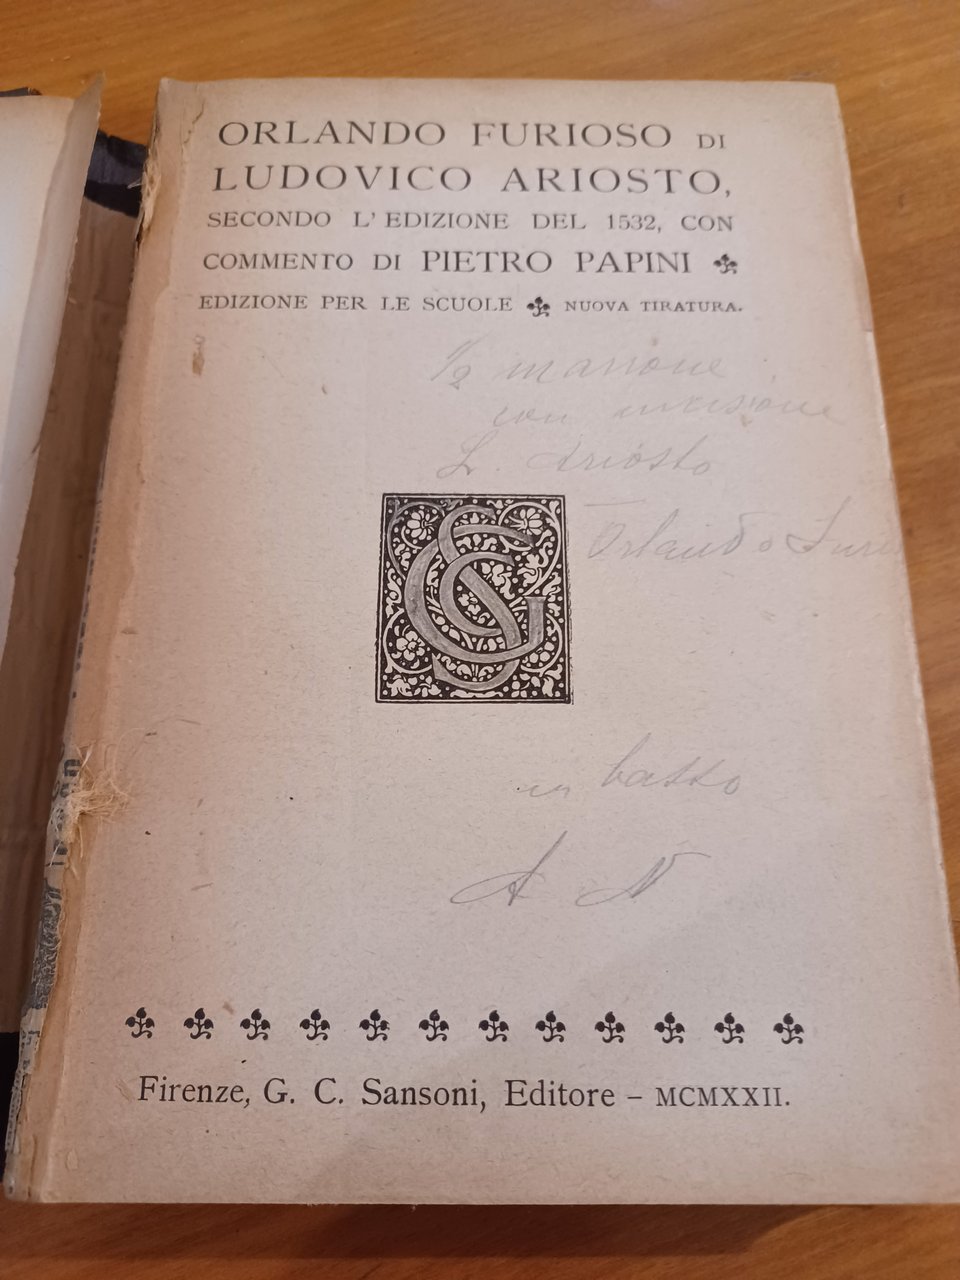 ORLANDO FURIOSO DI
LUDOVICO ARIOSTO,
SECONDO L'EDIZIONE DEL 1532, CON
COMMENTO DI PIETRO PAPINI
EDIZIONE PER LE SCUOLE NUOVA TIRATURA.
1/2 marrone
con incisione
L. Ariosto
Orlando Furi
in basso
A N
Firenze, G. C. Sansoni, Editore – MCMXXII.